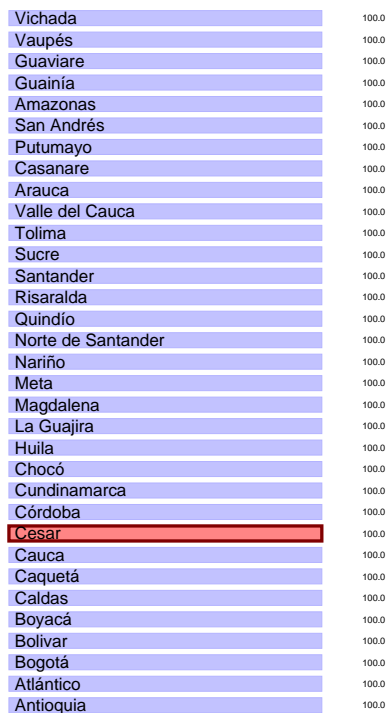 Vichada 100.0
Vaupés 100.0
Guaviare 100.0
Guainía 100.0
Amazonas 100.0
San Andrés 100.0
Putumayo 100.0
Casanare 100.0
Arauca 100.0
Valle del Cauca 100.0
Tolima 100.0
Sucre 100.0
Santander 100.0
Risaralda 100.0
Quindío 100.0
Norte de Santander 100.0
Nariño 100.0
Meta 100.0
Magdalena 100.0
La Guajira 100.0
Huila 100.0
Chocó 100.0
Cundinamarca 100.0
Córdoba 100.0
Cesar 100.0
Cauca 100.0
Caquetá 100.0
Caldas 100.0
Boyacá 100.0
Bolivar 100.0
Bogotá 100.0
Atlántico 100.0
Antioquia 100.0